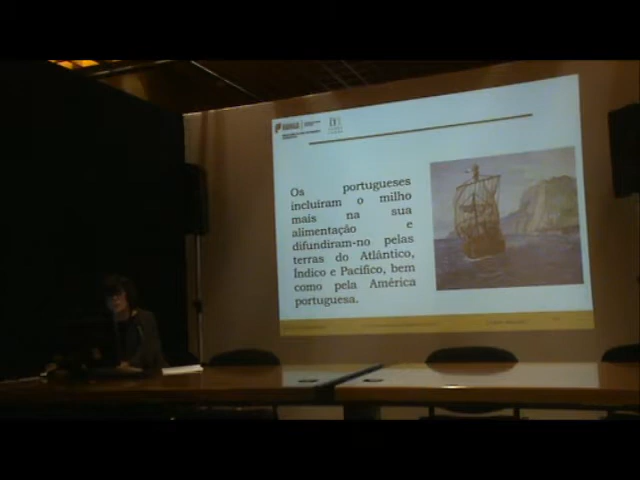 Os portugueses
incluiram o milho
mais na sua
alimentação e
difundiram-no pelas
terras do Atlântico,
Índico e Pacífico, bem
como pela América
portuguesa.